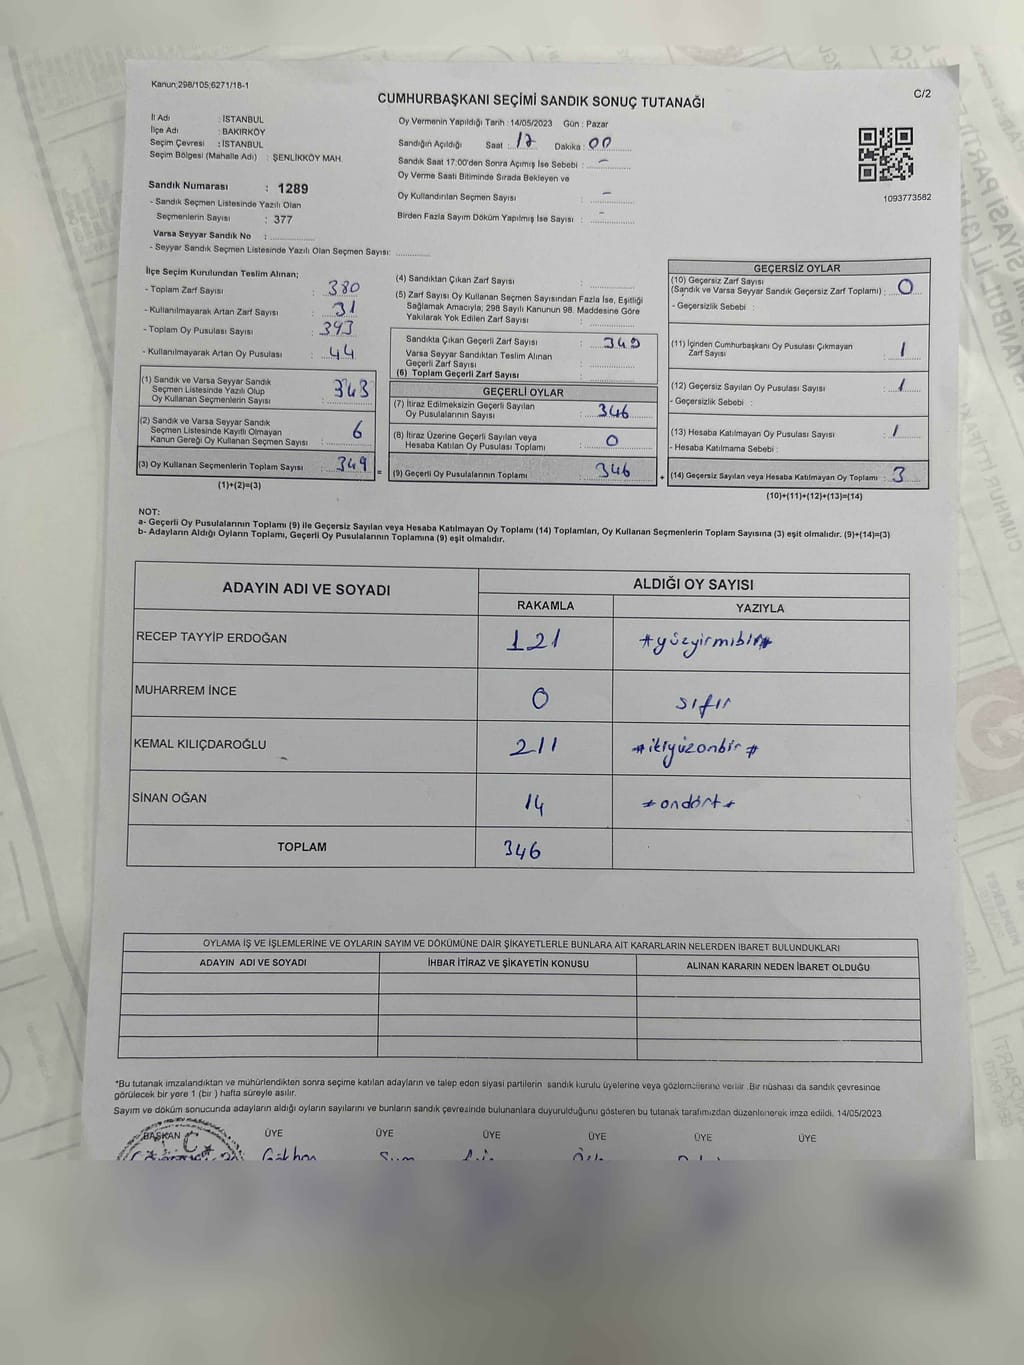 Kanun;298/105;6271/18-1
C/2
CUMHURBAŞKANI SEÇİMİ SANDIK SONUÇ TUTANAĞI
İl Adı : İSTANBUL
İlçe Adı : BAKIRKÖY
Seçim Çevresi : İSTANBUL
Seçim Bölgesi (Mahalle Adı) : ŞENLİKKÖY MAH.
Sandık Numarası : 1289
- Sandık Seçmen Listesinde Yazılı Olan
Seçmenlerin Sayısı : 377
Varsa Seyyar Sandık No :
- Seyyar Sandık Seçmen Listesinde Yazılı Olan Seçmen Sayısı:
Oy Vermenin Yapıldığı Tarih : 14/05/2023 Gün : Pazar
Sandığın Açıldığı Saat : 17 Dakika : 00
Sandık Saat 17:00'den Sonra Açımış İse Sebebi : -
Oy Verme Saati Bitiminde Sırada Bekleyen ve
Oy Kullandırılan Seçmen Sayısı : -
Birden Fazla Sayım Döküm Yapılmış İse Sayısı : -
1093773582
İlçe Seçim Kurulundan Teslim Alınan;
- Toplam Zarf Sayısı : 380
- Kullanılmayarak Artan Zarf Sayısı : 31
- Toplam Oy Pusulası Sayısı : 393
- Kullanılmayarak Artan Oy Pusulası : 44
(1) Sandık ve Varsa Seyyar Sandık
Seçmen Listesinde Yazılı Olup
Oy Kullanan Seçmenlerin Sayısı : 343
(2) Sandık ve Varsa Seyyar Sandık
Seçmen Listesinde Kayıtlı Olmayan
Kanun Gereği Oy Kullanan Seçmen Sayısı : 6
(3) Oy Kullanan Seçmenlerin Toplam Sayısı : 349
(1)+(2)=(3)
=
(4) Sandıktan Çıkan Zarf Sayısı :
(5) Zarf Sayısı Oy Kullanan Seçmen Sayısından Fazla İse, Eşitliği
Sağlamak Amacıyla, 298 Sayılı Kanunun 98. Maddesine Göre
Yakılarak Yok Edilen Zarf Sayısı :
Sandıkta Çıkan Geçerli Zarf Sayısı : 349
Varsa Seyyar Sandıktan Teslim Alınan
Geçerli Zarf Sayısı :
(6) Toplam Geçerli Zarf Sayısı :
GEÇERLİ OYLAR
(7) İtiraz Edilmeksizin Geçerli Sayılan
Oy Pusulalarının Sayısı : 346
(8) İtiraz Üzerine Geçerli Sayılan veya
Hesaba Katılan Oy Pusulası Toplamı : 0
(9) Geçerli Oy Pusulalarının Toplamı : 346
+
GEÇERSİZ OYLAR
(10) Geçersiz Zarf Sayısı
(Sandık ve Varsa Seyyar Sandık Geçersiz Zarf Toplamı) : 0
- Geçersizlik Sebebi :
(11) İçinden Cumhurbaşkanı Oy Pusulası Çıkmayan
Zarf Sayısı : 1
(12) Geçersiz Sayılan Oy Pusulası Sayısı : 1
- Geçersizlik Sebebi :
(13) Hesaba Katılmayan Oy Pusulası Sayısı : 1
- Hesaba Katılmama Sebebi :
(14) Geçersiz Sayılan veya Hesaba Katılmayan Oy Toplamı : 3
(10)+(11)+(12)+(13)=(14)
NOT:
a- Geçerli Oy Pusulalarının Toplamı (9) ile Geçersiz Sayılan veya Hesaba Katılmayan Oy Toplamı (14) Toplamları, Oy Kullanan Seçmenlerin Toplam Sayısına (3) eşit olmalıdır. (9)+(14)=(3)
b- Adayların Aldığı Oyların Toplamı, Geçerli Oy Pusulalarının Toplamına (9) eşit olmalıdır.
ADAYIN ADI VE SOYADI
ALDIĞI OY SAYISI
RAKAMLA YAZIYLA
RECEP TAYYİP ERDOĞAN 121 #yüzyirmibir#
MUHARREM İNCE 0 sıfır
KEMAL KILIÇDAROĞLU 211 #ikiyüzonbir#
SİNAN OĞAN 14 #ondört#
TOPLAM 346
OYLAMA İŞ VE İŞLEMLERİNE VE OYLARIN SAYIM VE DÖKÜMÜNE DAİR ŞİKAYETLERLE BUNLARA AİT KARARLARIN NELERDEN İBARET BULUNDUKLARI
ADAYIN ADI VE SOYADI İHBAR İTİRAZ VE ŞİKAYETİN KONUSU ALINAN KARARIN NEDEN İBARET OLDUĞU
*Bu tutanak imzalandıktan ve mühürlendikten sonra seçime katılan adayların ve talep eden siyasi partilerin sandık kurulu üyelerine veya gözlemcilerine verilir .Bir nüshası da sandık çevresinde
görülecek bir yere 1 (bir ) hafta süreyle asılır.
Sayım ve döküm sonucunda adayların aldığı oyların sayılarını ve bunların sandık çevresinde bulunanlara duyurulduğunu gösteren bu tutanak tarafımızdan düzenlenerek imza edildi. 14/05/2023
BAŞKAN ÜYE ÜYE ÜYE ÜYE ÜYE ÜYE
Gökhan